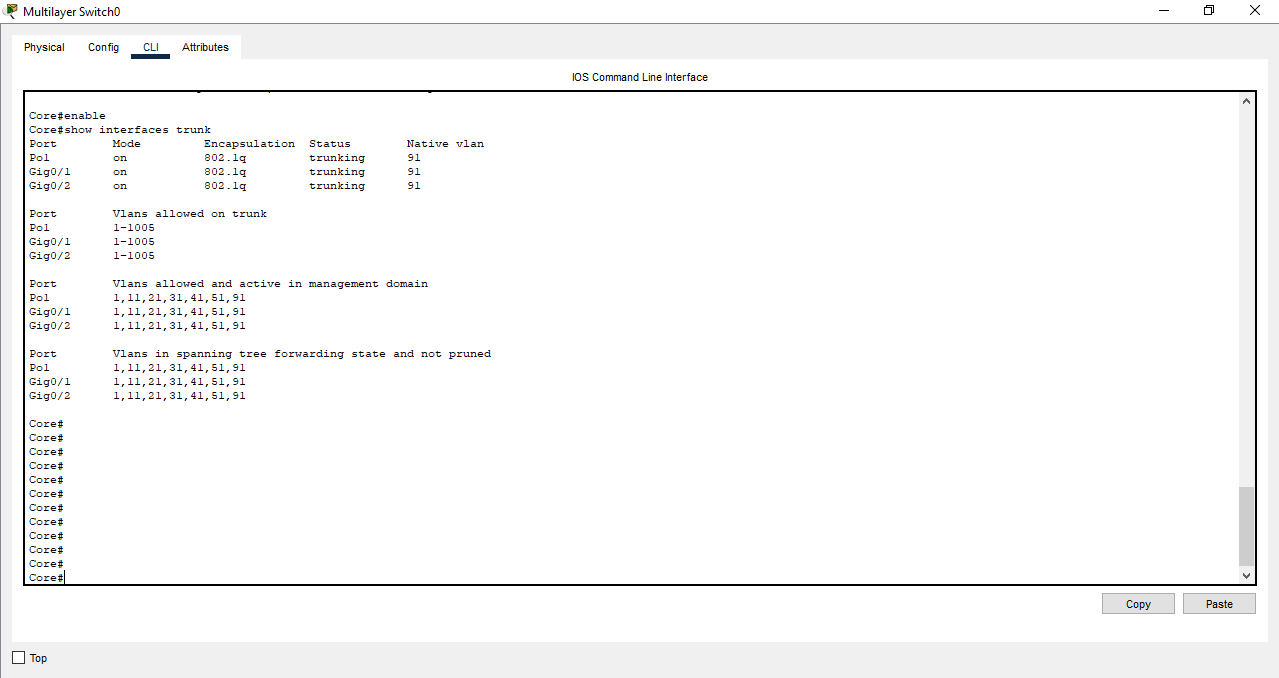 Multilayer Switch0
Physical Config CLI Attributes
IOS Command Line Interface
Core#enable
Core#show interfaces trunk
Port Mode Encapsulation Status Native vlan
Po1 on 802.1q trunking 91
Gig0/1 on 802.1q trunking 91
Gig0/2 on 802.1q trunking 91
Port Vlans allowed on trunk
Po1 1-1005
Gig0/1 1-1005
Gig0/2 1-1005
Port Vlans allowed and active in management domain
Po1 1,11,21,31,41,51,91
Gig0/1 1,11,21,31,41,51,91
Gig0/2 1,11,21,31,41,51,91
Port Vlans in spanning tree forwarding state and not pruned
Po1 1,11,21,31,41,51,91
Gig0/1 1,11,21,31,41,51,91
Gig0/2 1,11,21,31,41,51,91
Core#
Core#
Core#
Core#
Core#
Core#
Core#
Core#
Core#
Core#
Core#
Core#
Copy Paste
Top